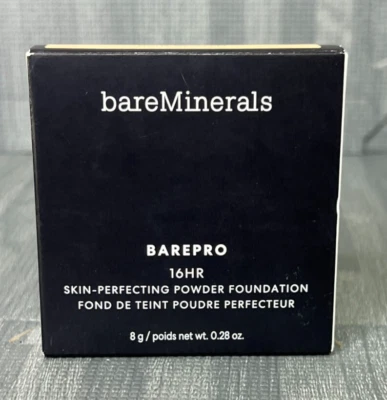 bareMinerals
BAREPRO
16HR
SKIN-PERFECTING POWDER FOUNDATION
FOND DE TEINT POUDRE PERFECTEUR
8 g / poids net wt. 0.28 oz.